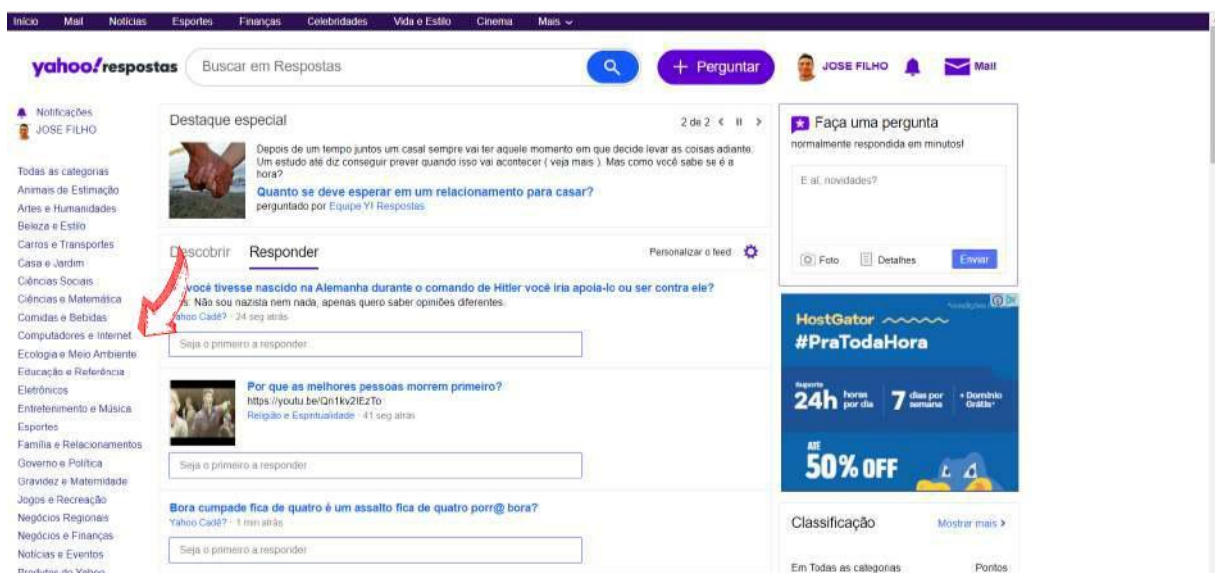 Início Mail Notícias Esportes Finanças Celebridades Vida e Estilo Cinema Mais
yahoo!respostas
Buscar em Respostas
+ Perguntar
JOSE FILHO
Mail
Notificações
JOSE FILHO
Todas as categorias
Animais de Estimação
Artes e Humanidades
Beleza e Estilo
Carros e Transportes
Casa e Jardim
Ciências Sociais
Ciências e Matemática
Comidas e Bebidas
Computadores e Internet
Ecologia e Meio Ambiente
Educação e Referência
Eletrônicos
Entretenimento e Música
Esportes
Família e Relacionamentos
Governo e Política
Gravidez e Maternidade
Jogos e Recreação
Negócios Regionais
Negócios e Finanças
Notícias e Eventos
Produtos do Yahoo
Destaque especial
2 de 2
Depois de um tempo juntos um casal sempre vai ter aquele momento em que decide levar as coisas adiante.
Um estudo até diz conseguir prever quando isso vai acontecer ( veja mais ). Mas como você sabe se é a
hora?
Quanto se deve esperar em um relacionamento para casar?
perguntado por Equipe Y! Respostas
Descobrir Responder
Personalizar o feed
você tivesse nascido na Alemanha durante o comando de Hitler você iria apoia-lo ou ser contra ele?
Não sou nazista nem nada, apenas quero saber opiniões diferentes.
Yahoo Cadê? · 24 seg atrás
Seja o primeiro a responder
Por que as melhores pessoas morrem primeiro?
https://youtu.be/Qn1kv2IEzTo
Religião e Espiritualidade · 41 seg atrás
Seja o primeiro a responder
Bora cumpade fica de quatro é um assalto fica de quatro porr@ bora?
Yahoo Cadê? · 1 min atrás
Seja o primeiro a responder
Faça uma pergunta
normalmente respondida em minutos!
E aí, novidades?
Foto
Detalhes
Enviar
HostGator
#PraTodaHora
Suporte
24h horas por dia
7 dias por semana
+ Domínio Grátis*
ATÉ
50% OFF
Classificação
Mostrar mais >
Em Todas as categorias
Pontos